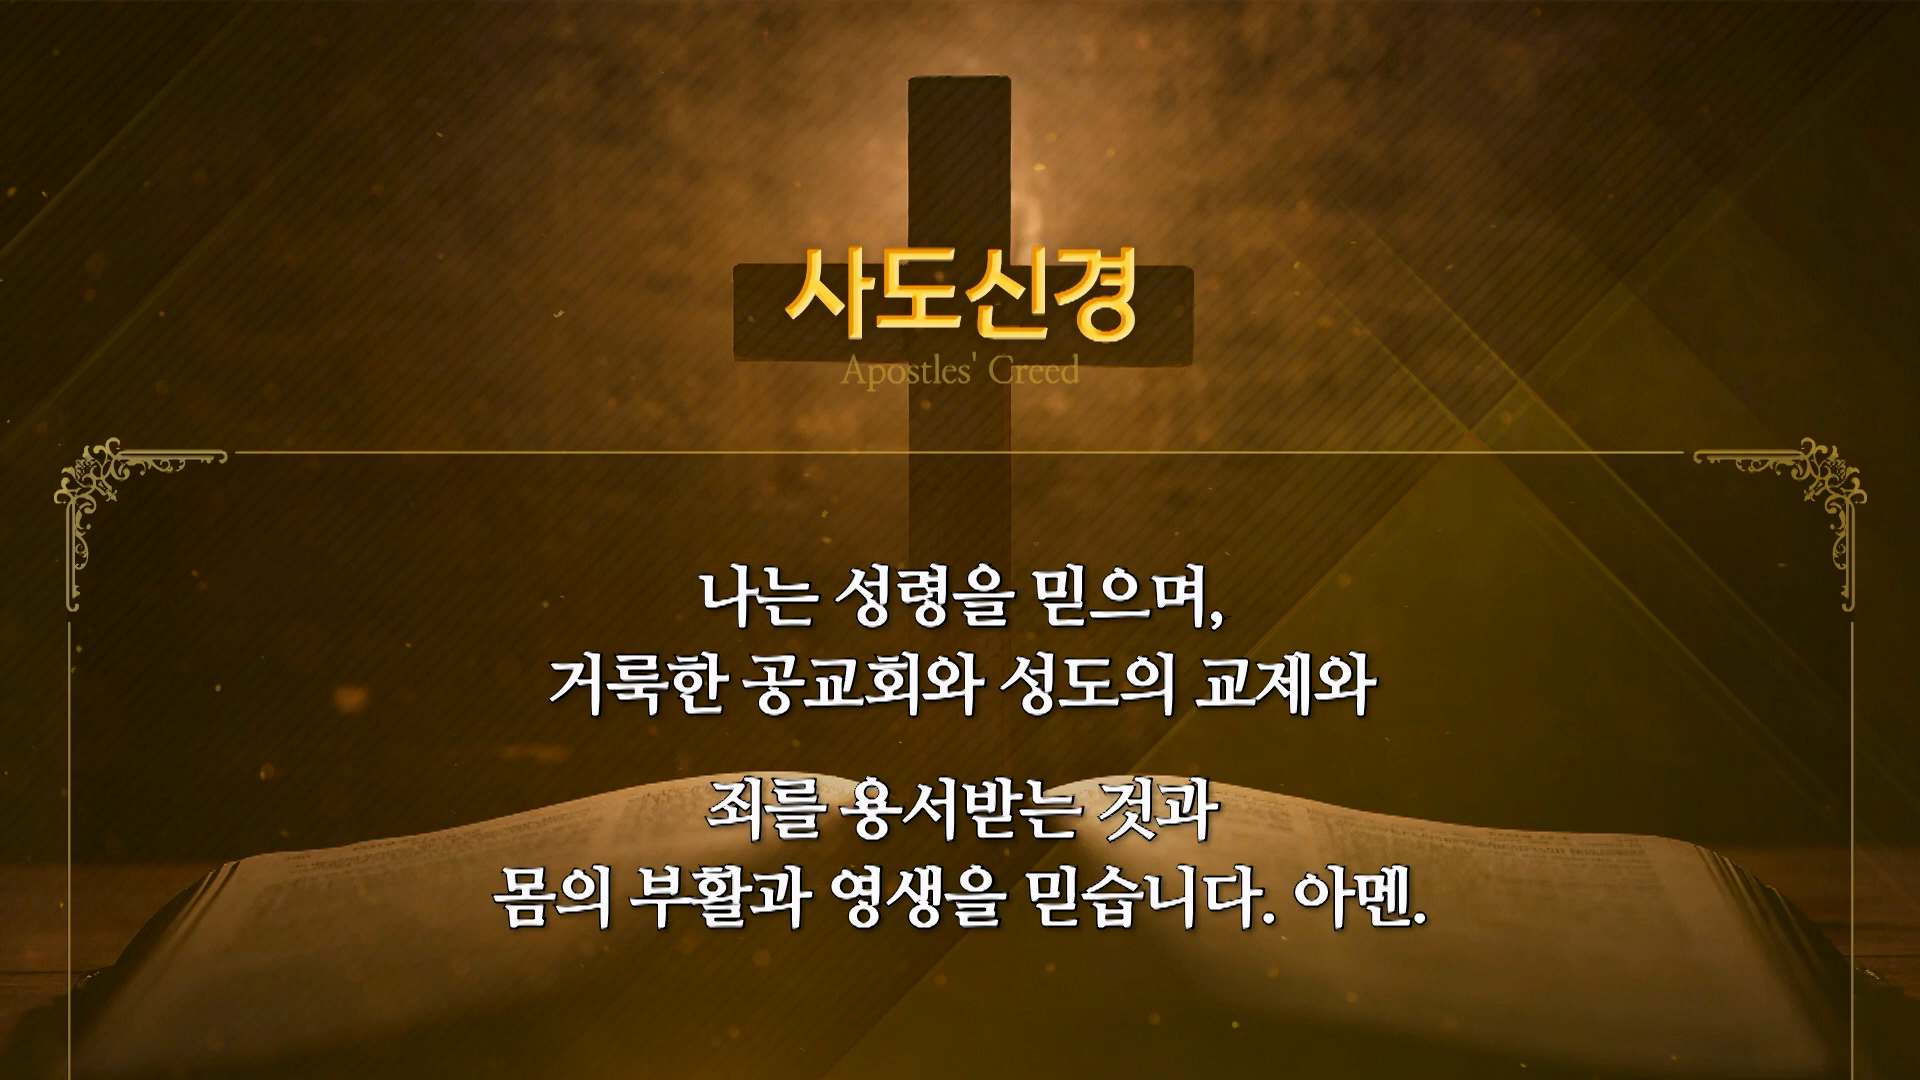 사도신경
Apostles' Creed
나는 성령을 믿으며,
거룩한 공교회와 성도의 교제와
죄를 용서받는 것과
몸의 부활과 영생을 믿습니다. 아멘.